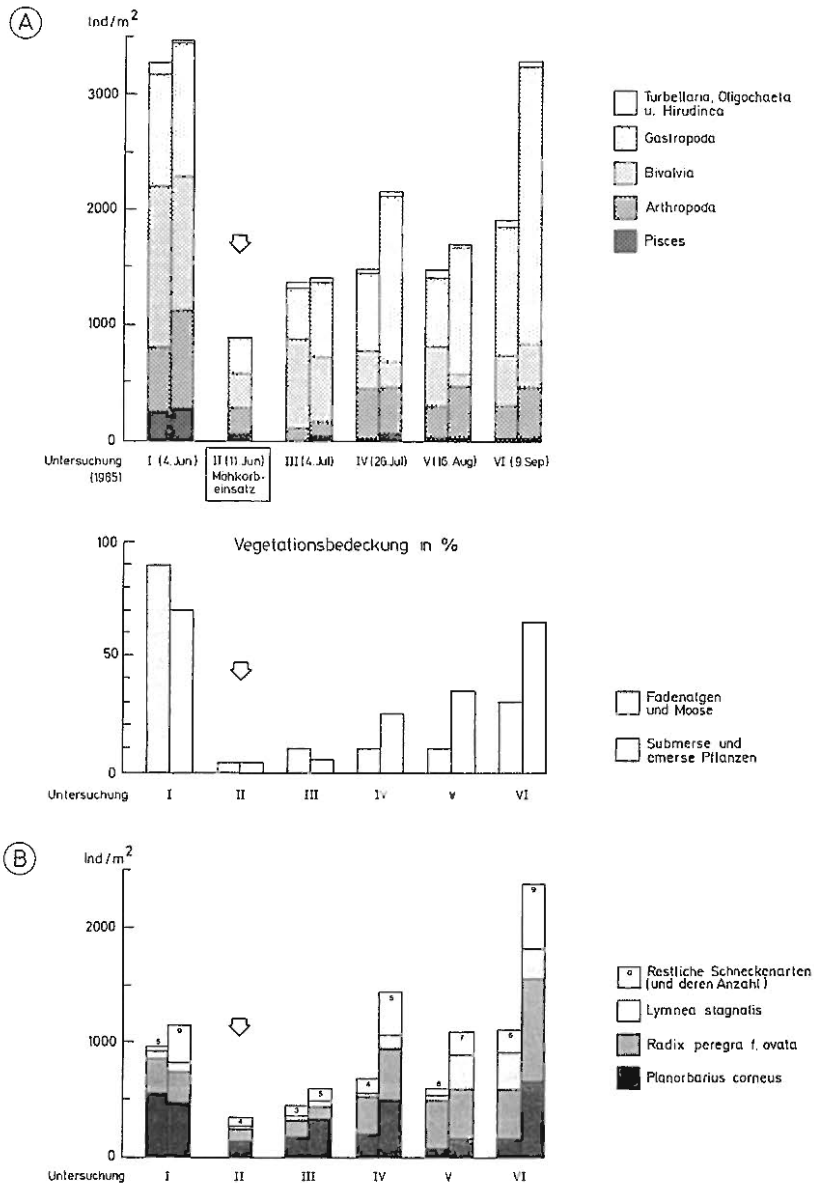 A
Ind/m2
3000
2000
1000
0
Turbellaria, Oligochaeta
u. Hirudinea
Gastropoda
Bivalvia
Arthropoda
Pisces
Untersuchung
(1985)
I (4. Jun)
II (11. Jun)
Mähkorb-
einsatz
III (4. Jul)
IV (26. Jul)
V (16. Aug)
VI (9. Sep)
Vegetationsbedeckung in %
100
50
0
Fadenalgen
und Moose
Submerse und
emerse Pflanzen
Untersuchung I II III IV V VI
B
Ind/m2
2000
1000
0
5 9 4 3 5 4 5 6 7 6 9
Restliche Schneckenarten
(und deren Anzahl)
Lymnea stagnalis
Radix peregra f. ovata
Planorbarius corneus
Untersuchung I II III IV V VI